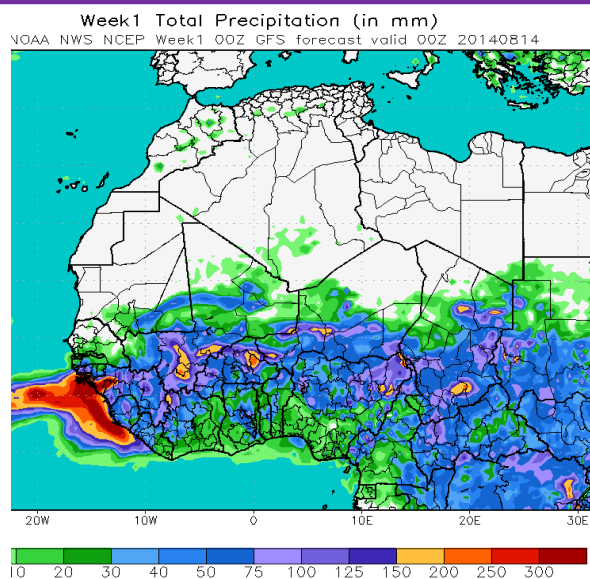 Week1 Total Precipitation (in mm)
NOAA NWS NCEP Week1 00Z GFS forecast valid 00Z 20140814
20W 10W 0 10E 20E 30E
10 20 30 40 50 75 100 125 150 200 250 300